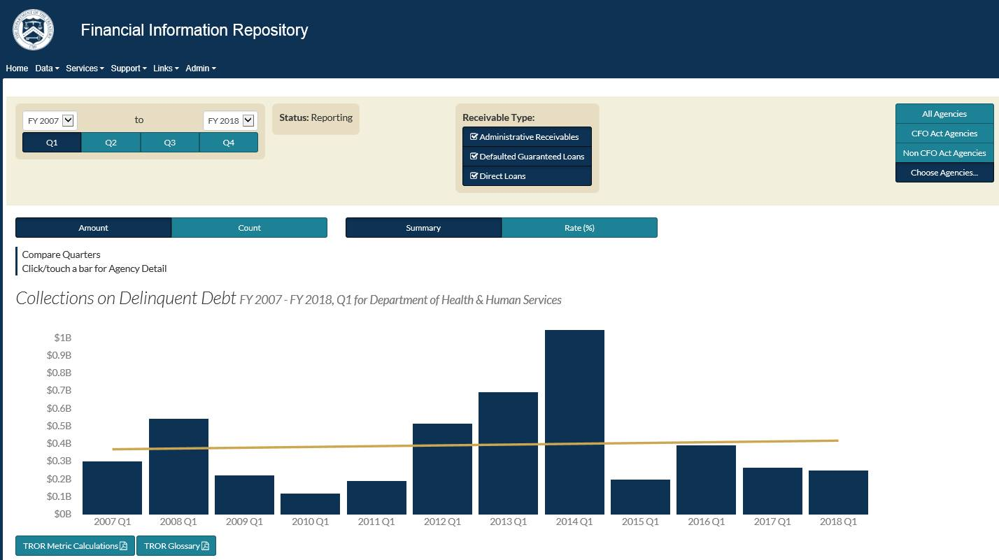 Financial Information Repository
Home Data Services Support Links Admin
FY 2007 to FY 2018
Q1 Q2 Q3 Q4
Status: Reporting
Receivable Type:
Administrative Receivables
Defaulted Guaranteed Loans
Direct Loans
All Agencies
CFO Act Agencies
Non CFO Act Agencies
Choose Agencies...
Amount Count Summary Rate (%)
Compare Quarters
Click/touch a bar for Agency Detail
Collections on Delinquent Debt FY 2007 - FY 2018, Q1 for Department of Health & Human Services
$1B
$0.9B
$0.8B
$0.7B
$0.6B
$0.5B
$0.4B
$0.3B
$0.2B
$0.1B
$0B
2007 Q1 2008 Q1 2009 Q1 2010 Q1 2011 Q1 2012 Q1 2013 Q1 2014 Q1 2015 Q1 2016 Q1 2017 Q1 2018 Q1
TROR Metric Calculations TROR Glossary